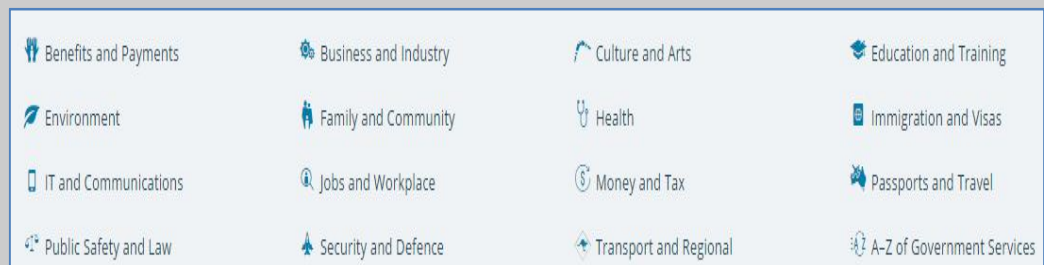 Benefits and Payments
Business and Industry
Culture and Arts
Education and Training
Environment
Family and Community
Health
Immigration and Visas
IT and Communications
Jobs and Workplace
Money and Tax
Passports and Travel
Public Safety and Law
Security and Defence
Transport and Regional
A–Z of Government Services